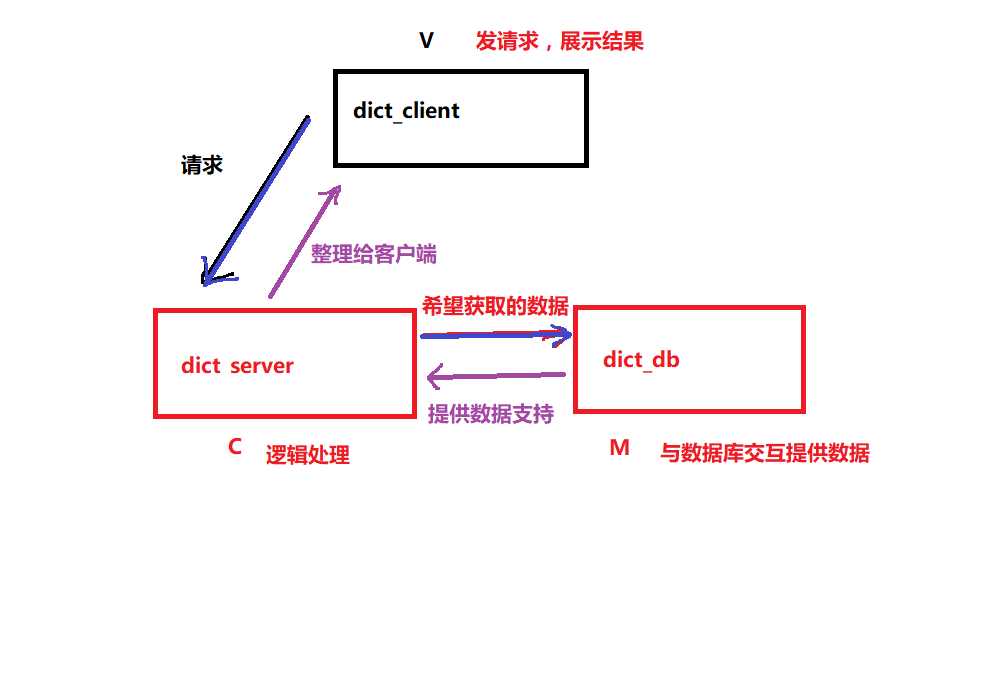 V 发请求，展示结果
dict_client
请求
整理给客户端
希望获取的数据
dict server
dict_db
提供数据支持
C 逻辑处理
M 与数据库交互提供数据